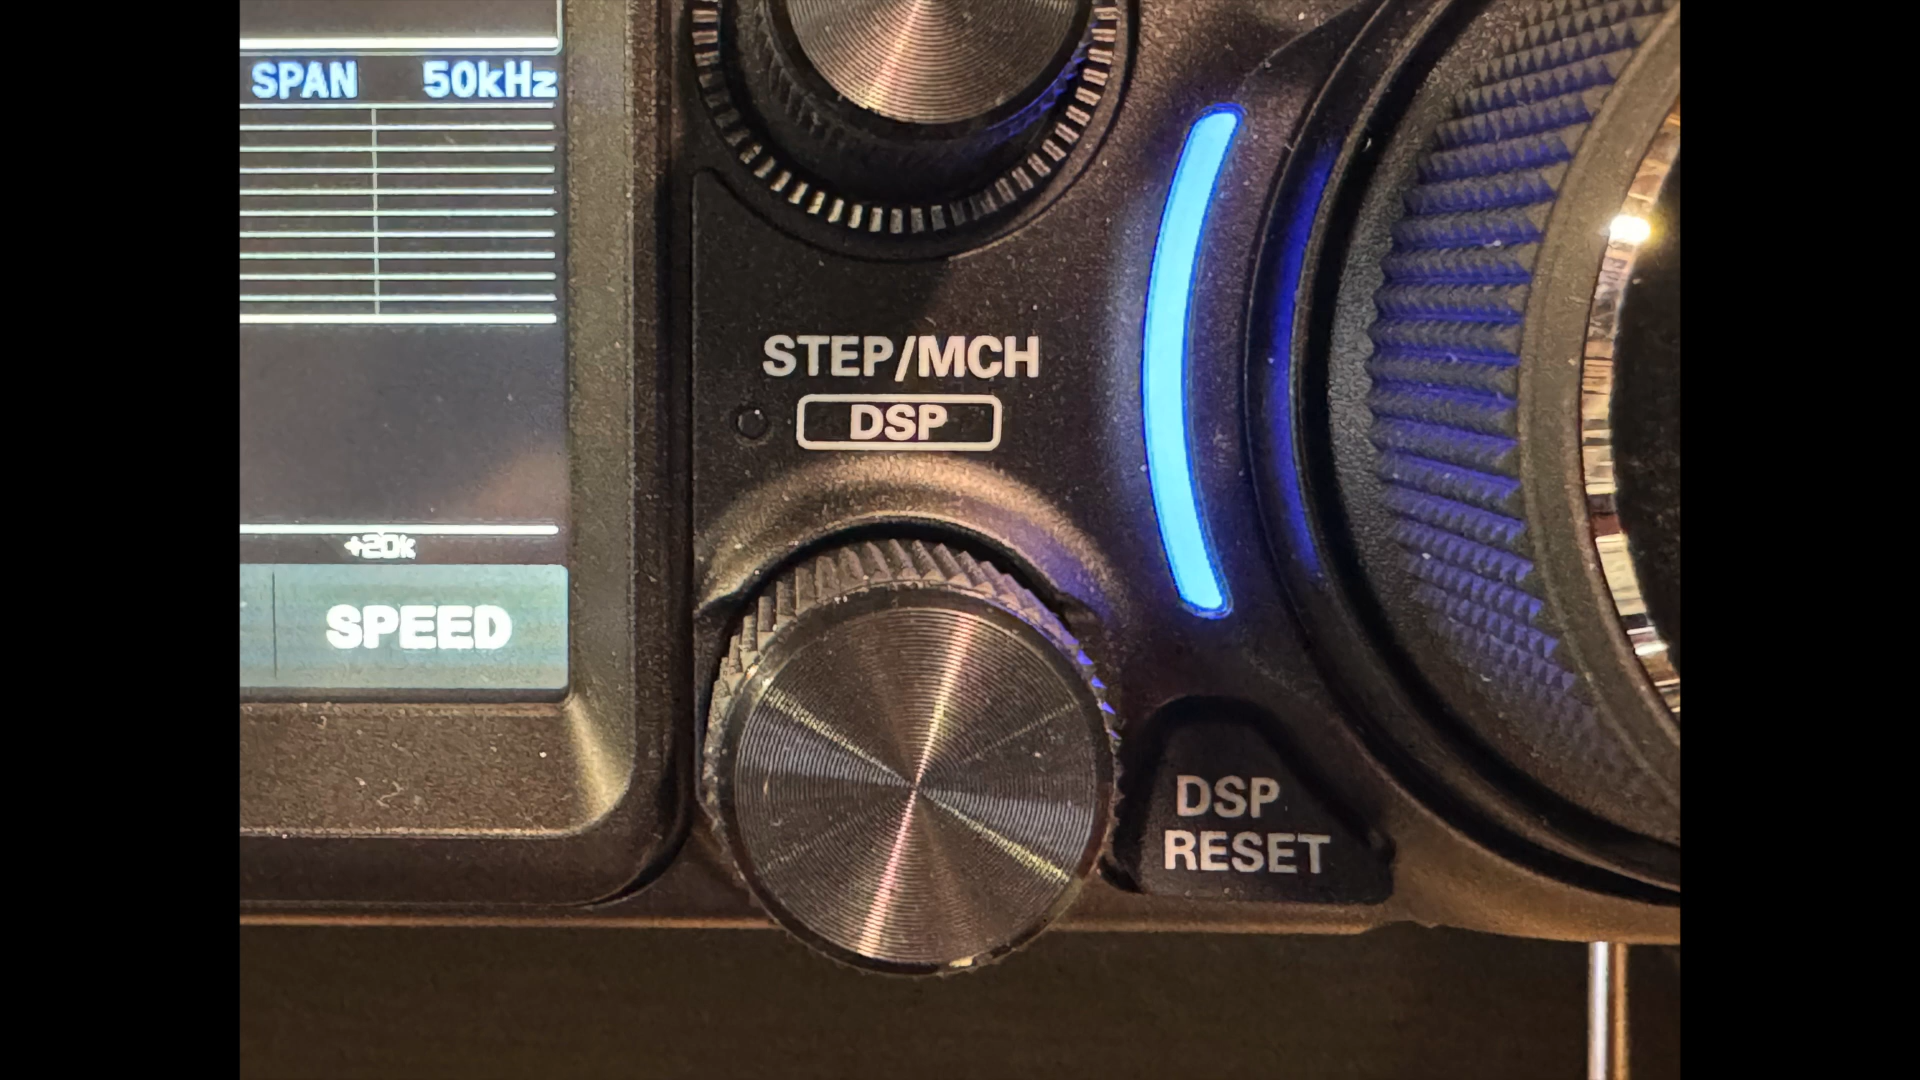 SPAN 50kHz
+20k
SPEED
STEP/MCH
DSP
DSP
RESET